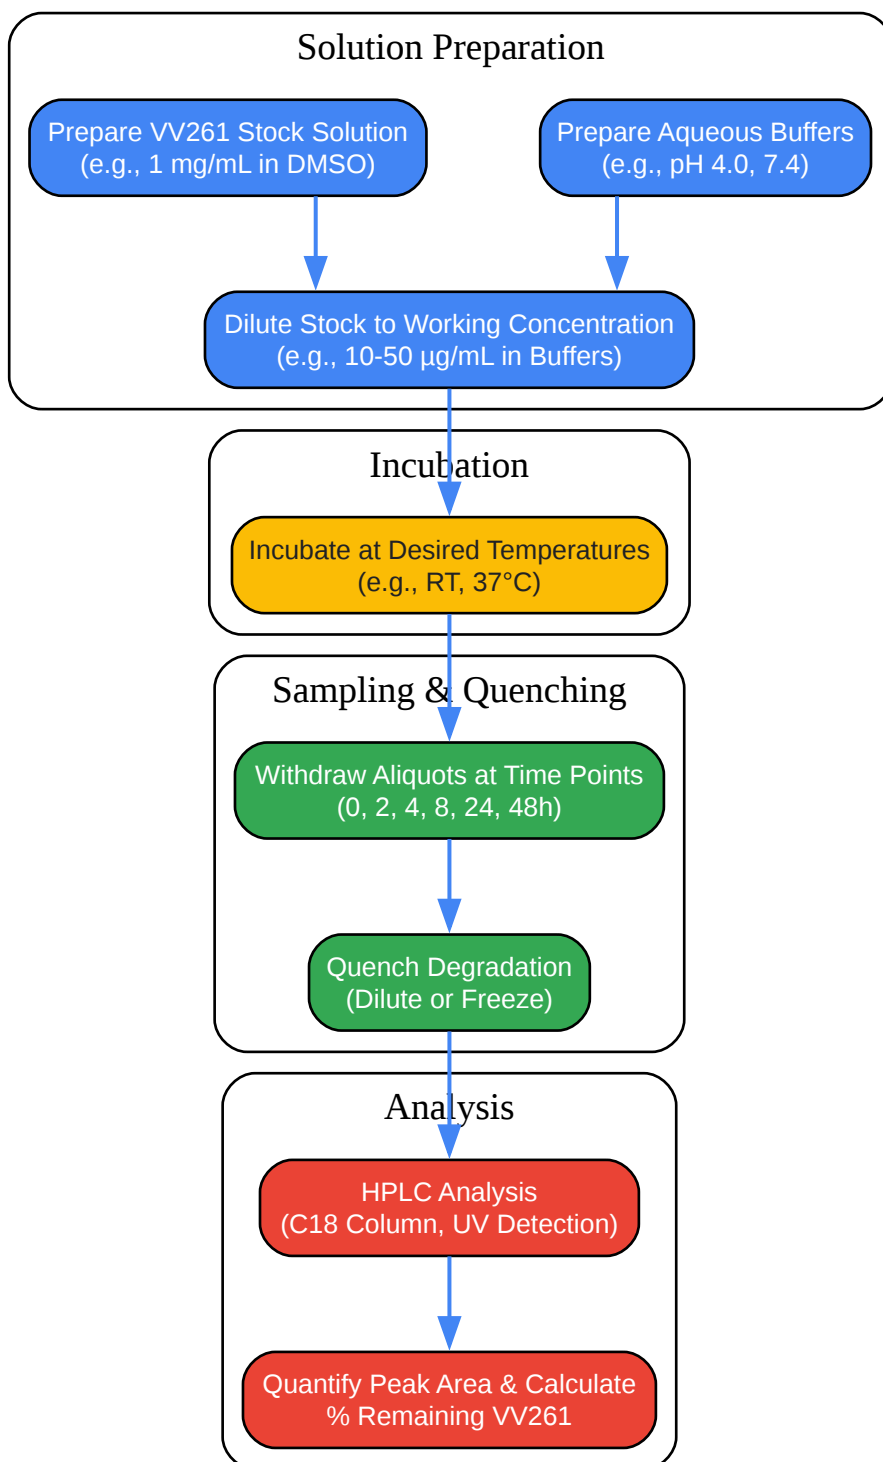 Solution Preparation
Prepare VV261 Stock Solution
(e.g., 1 mg/mL in DMSO)
Prepare Aqueous Buffers
(e.g., pH 4.0, 7.4)
Dilute Stock to Working Concentration
(e.g., 10-50 µg/mL in Buffers)
Incubation
Incubate at Desired Temperatures
(e.g., RT, 37°C)
Sampling & Quenching
Withdraw Aliquots at Time Points
(0, 2, 4, 8, 24, 48h)
Quench Degradation
(Dilute or Freeze)
Analysis
HPLC Analysis
(C18 Column, UV Detection)
Quantify Peak Area & Calculate
% Remaining VV261